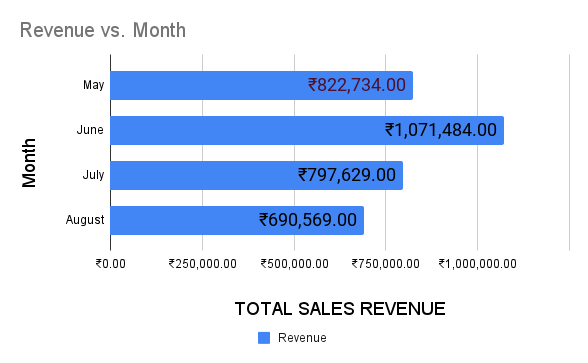 Revenue vs. Month
Month
May
₹822,734.00
June
₹1,071,484.00
July
₹797,629.00
August
₹690,569.00
₹0.00 ₹250,000.00 ₹500,000.00 ₹750,000.00 ₹1,000,000.00
TOTAL SALES REVENUE
Revenue